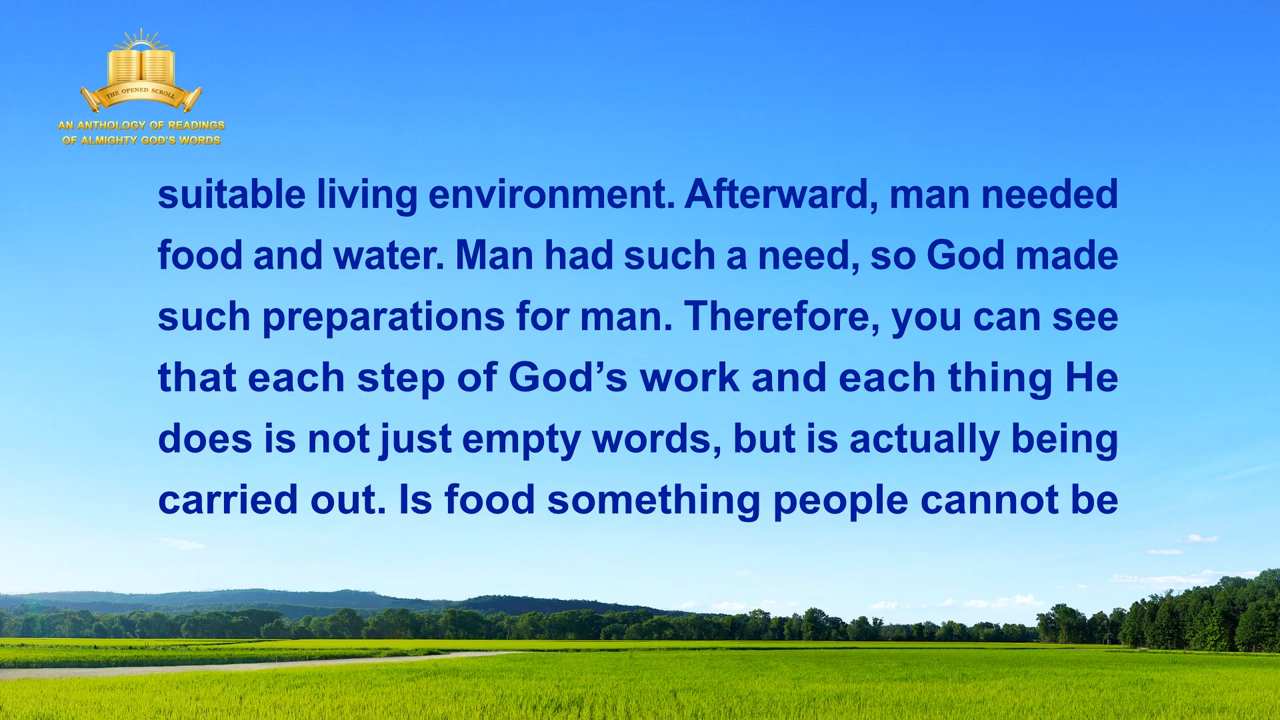 THE OPENED SCROLL
AN ANTHOLOGY OF READINGS
OF ALMIGHTY GOD'S WORDS
suitable living environment. Afterward, man needed
food and water. Man had such a need, so God made
such preparations for man. Therefore, you can see
that each step of God’s work and each thing He
does is not just empty words, but is actually being
carried out. Is food something people cannot be